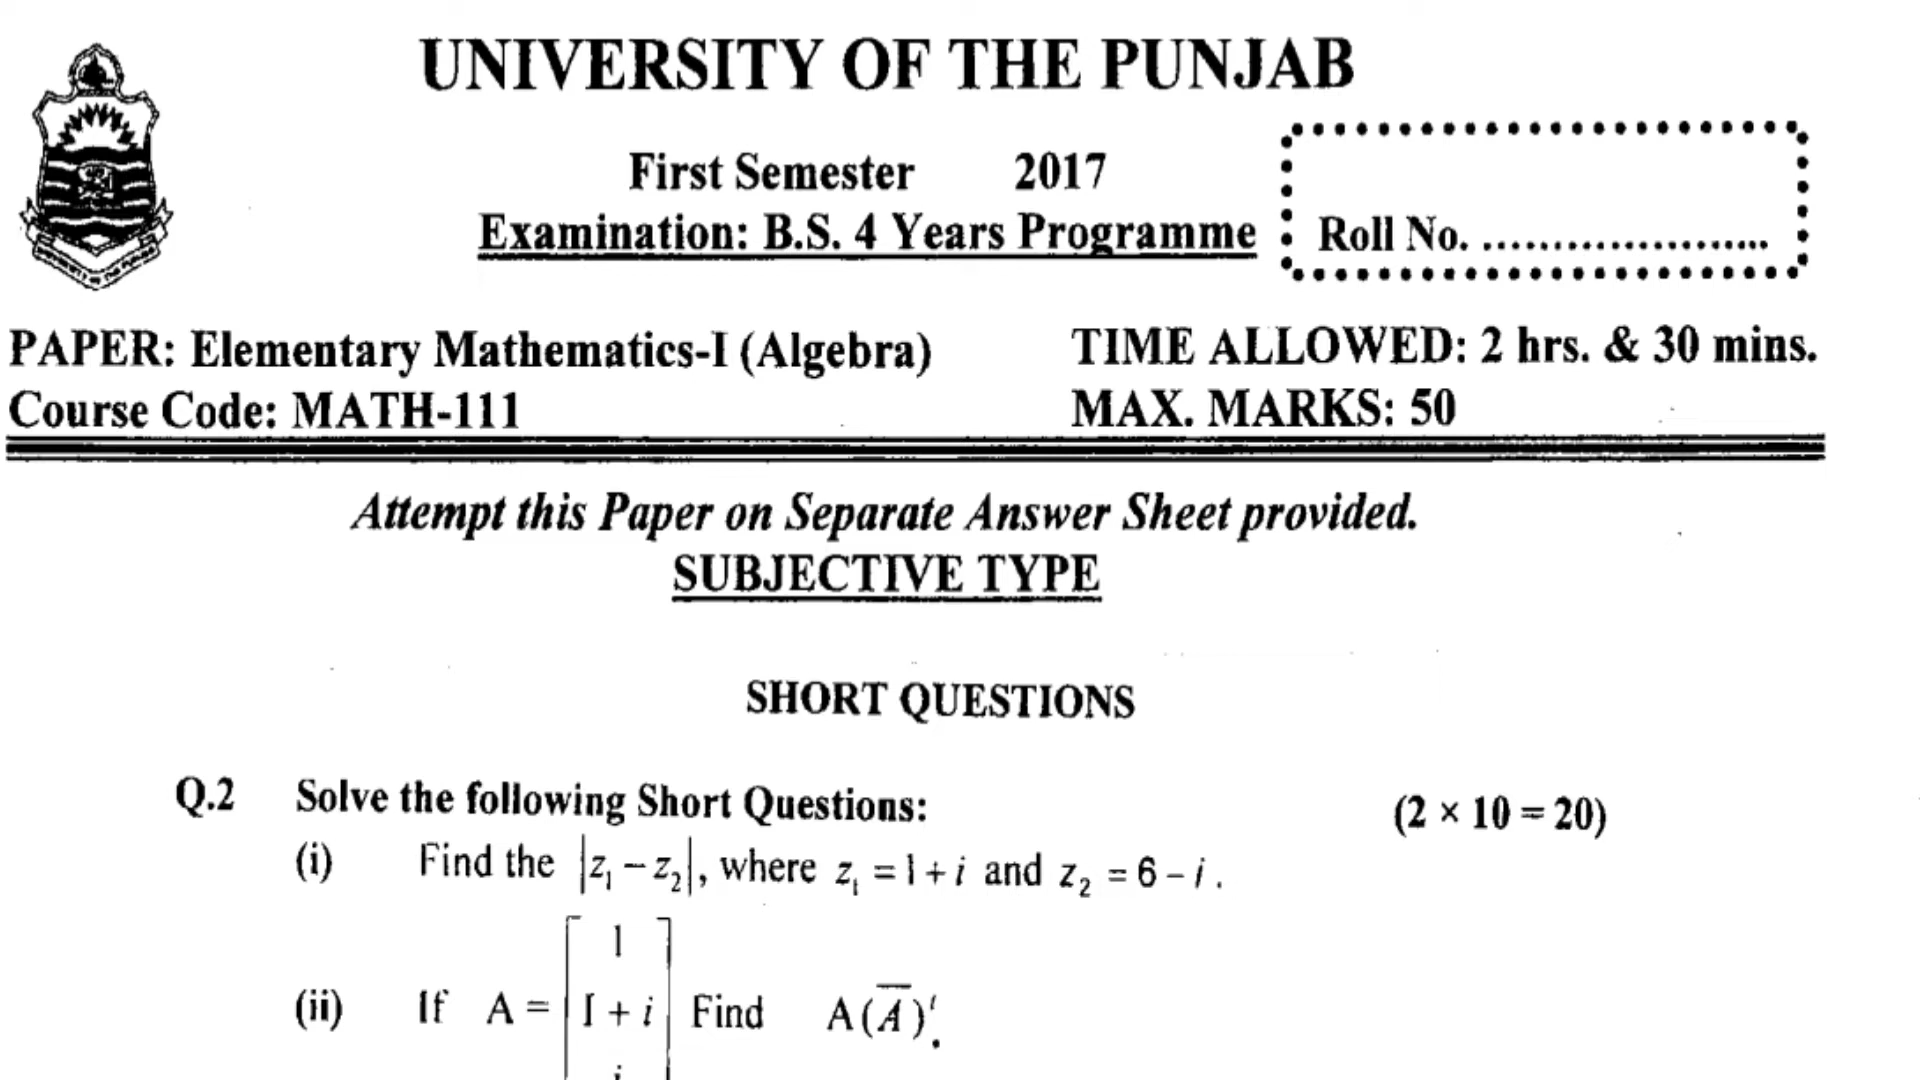 UNIVERSITY OF THE PUNJAB
First Semester 2017
Examination: B.S. 4 Years Programme
Roll No. ......................
PAPER: Elementary Mathematics-I (Algebra)
TIME ALLOWED: 2 hrs. & 30 mins.
Course Code: MATH-111
MAX. MARKS: 50
Attempt this Paper on Separate Answer Sheet provided.
SUBJECTIVE TYPE
SHORT QUESTIONS
Q.2 Solve the following Short Questions: (2 × 10 = 20)
(i) Find the |z₁ − z₂|, where z₁ = 1 + i and z₂ = 6 − i .
(ii) If A = [ 1
1 + i
Find A(A̅)ᵗ.